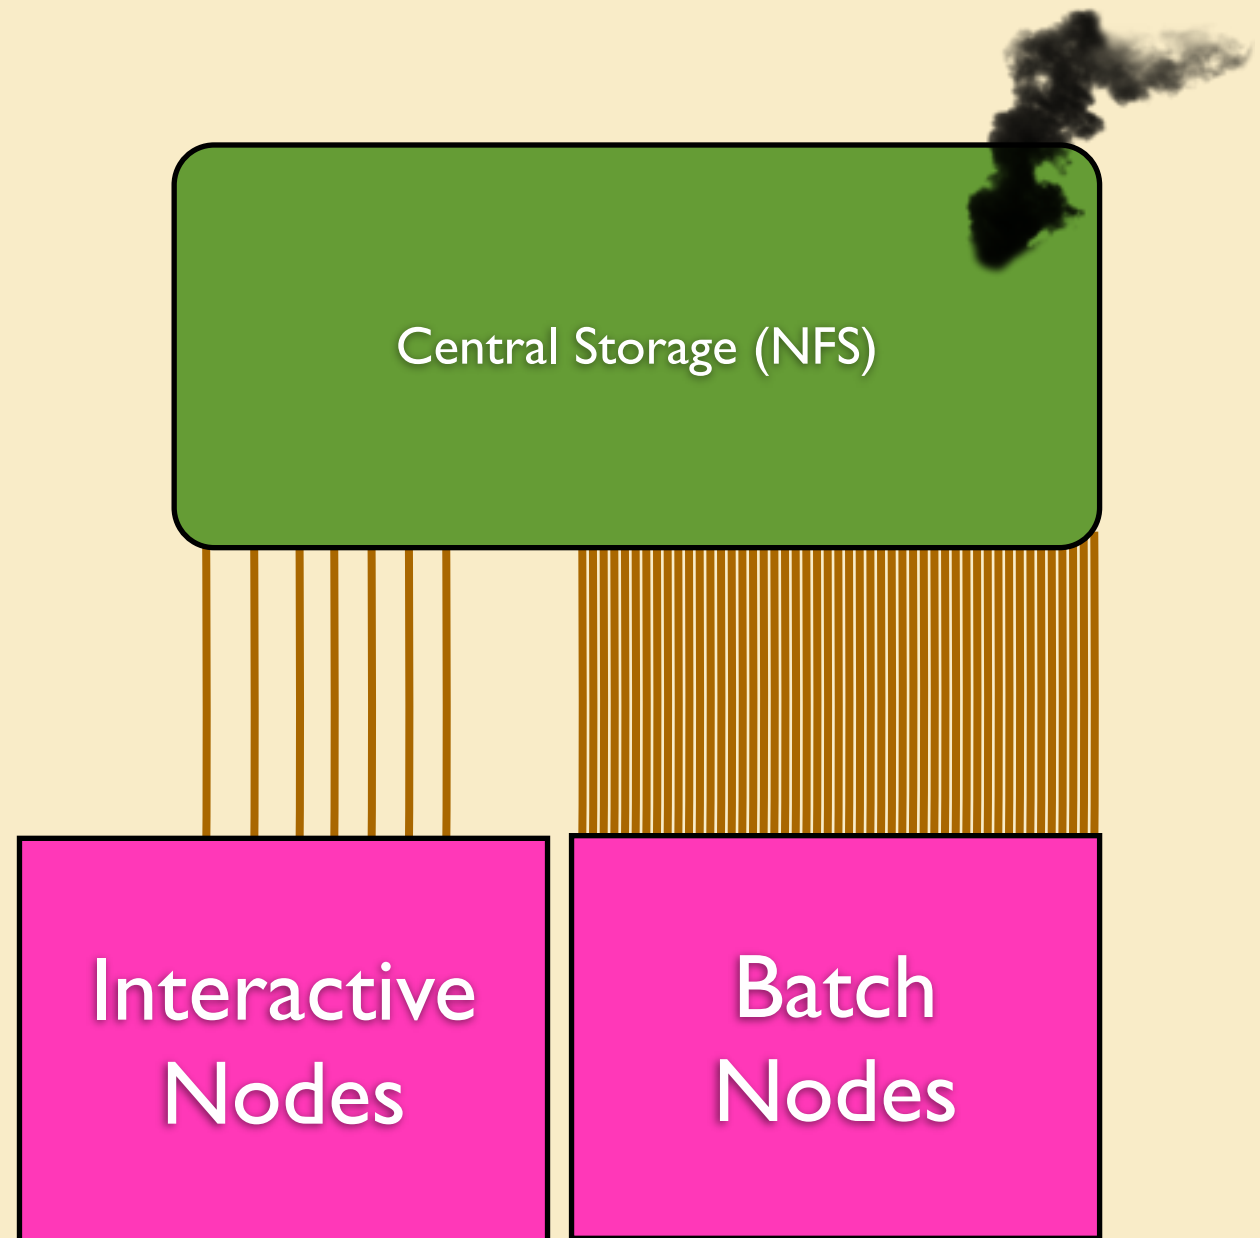 Central Storage (NFS)
Interactive
Nodes
Batch
Nodes